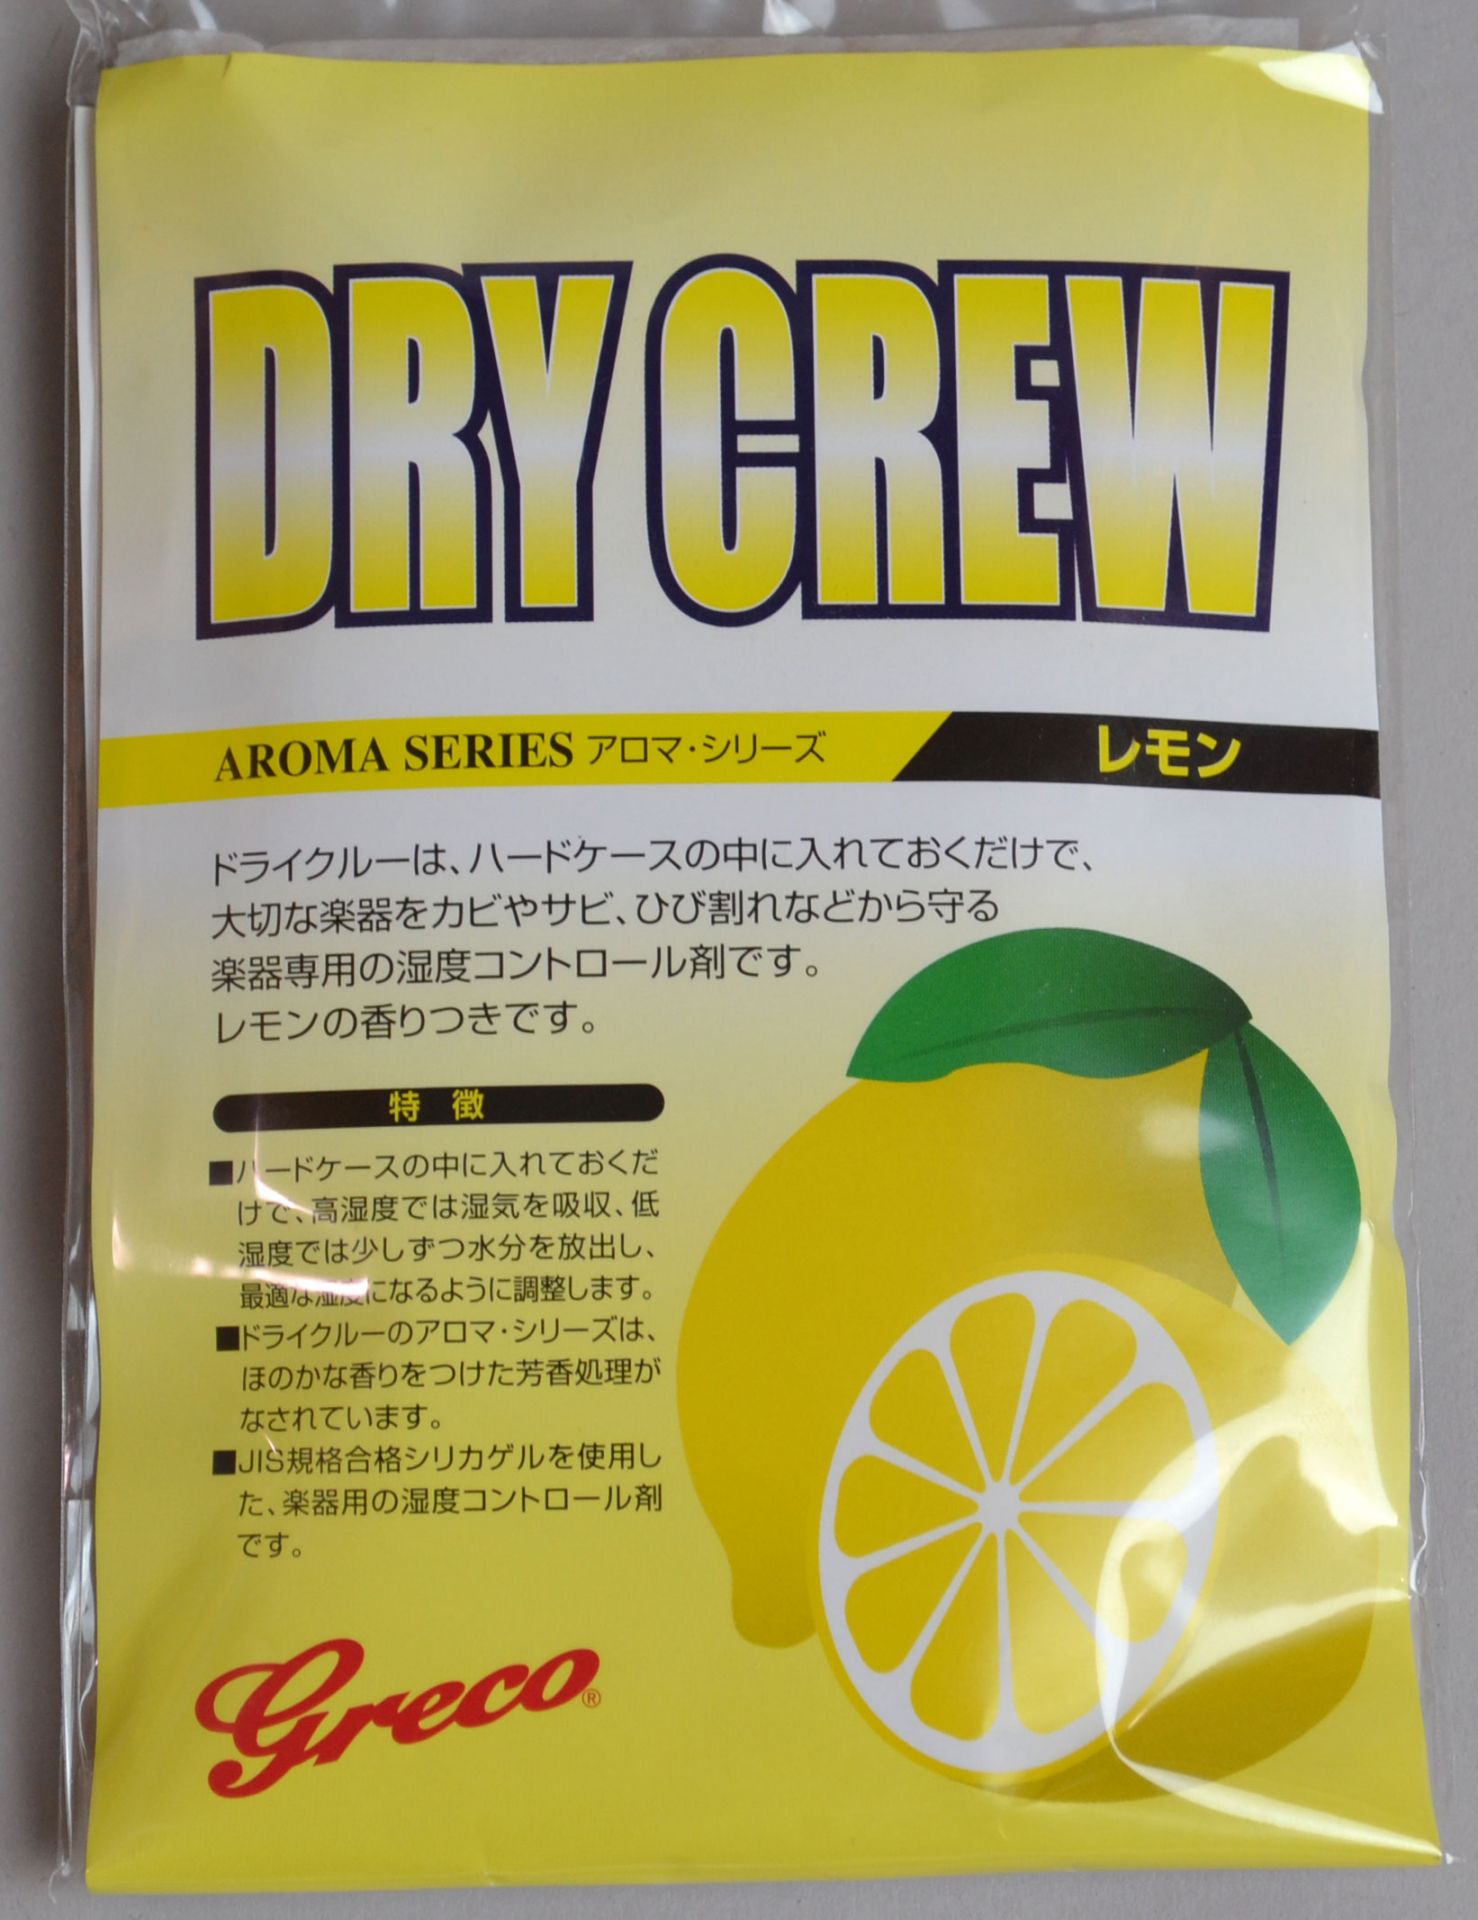 DRY CREW
AROMA SERIES アロマ・シリーズ
レモン
ドライクルーは、ハードケースの中に入れておくだけで、
大切な楽器をカビやサビ、ひび割れなどから守る
楽器専用の湿度コントロール剤です。
レモンの香りつきです。
特 徴
■ハードケースの中に入れておくだ
けで、高湿度では湿気を吸収、低
湿度では少しずつ水分を放出し、
最適な湿度になるように調整します。
■ドライクルーのアロマ・シリーズは、
ほのかな香りをつけた芳香処理が
なされています。
■JIS規格合格シリカゲルを使用し
た、楽器用の湿度コントロール剤
です。
Greco®